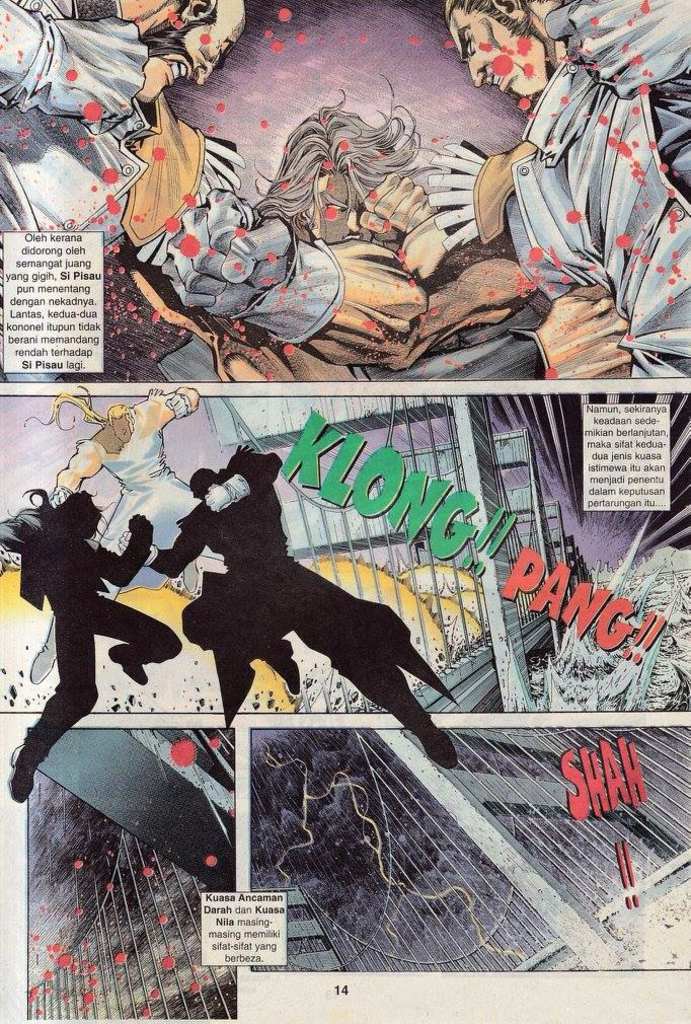 Oleh kerana
didorong oleh
semangat juang
yang gigih, Si Pisau
pun menentang
dengan nekadnya.
Lantas, kedua-dua
kononel itupun tidak
berani memandang
rendah terhadap
Si Pisau lagi.
Namun, sekiranya
keadaan sede-
mikian berlanjutan,
maka sifat kedua-
dua jenis kuasa
istimewa itu akan
menjadi penentu
dalam keputusan
pertarungan itu....
KLONG!!
PANG!!
SHAH
!!
Kuasa Ancaman
Darah dan Kuasa
Nila masing-
masing memiliki
sifat-sifat yang
berbeza.
14